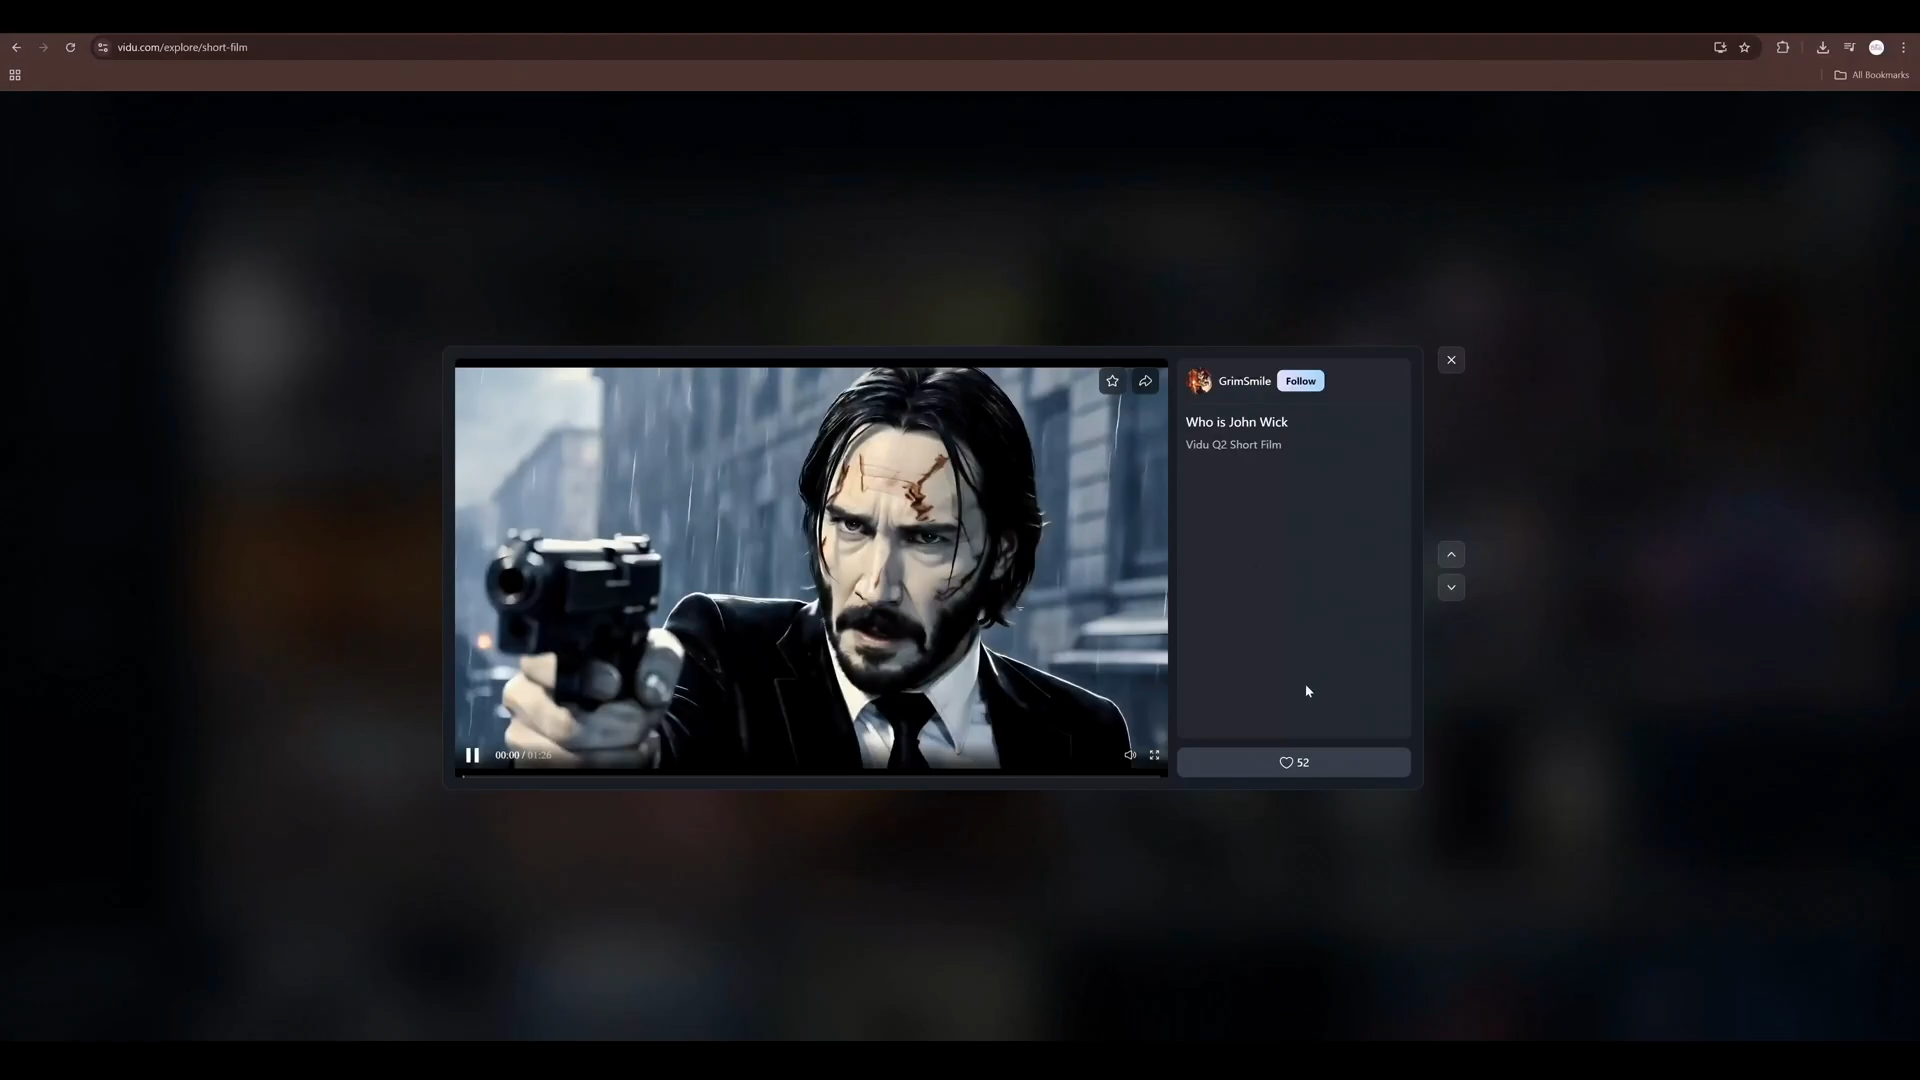 vidu.com/explore/short-film
All Bookmarks
GrimSmile
Follow
Who is John Wick
Vidu Q2 Short Film
00:00 / 01:26
52